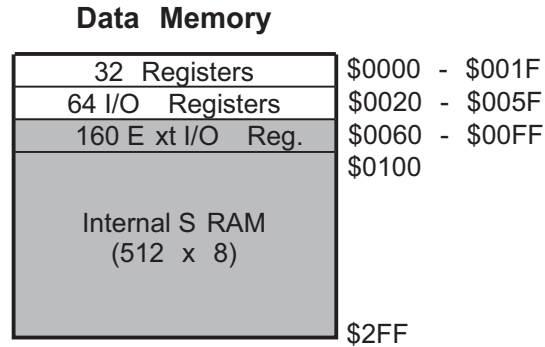 Data Memory
32 Registers $0000 - $001F
64 I/O Registers $0020 - $005F
160 E xt I/O Reg. $0060 - $00FF
$0100
Internal S RAM
(512 x 8)
$2FF